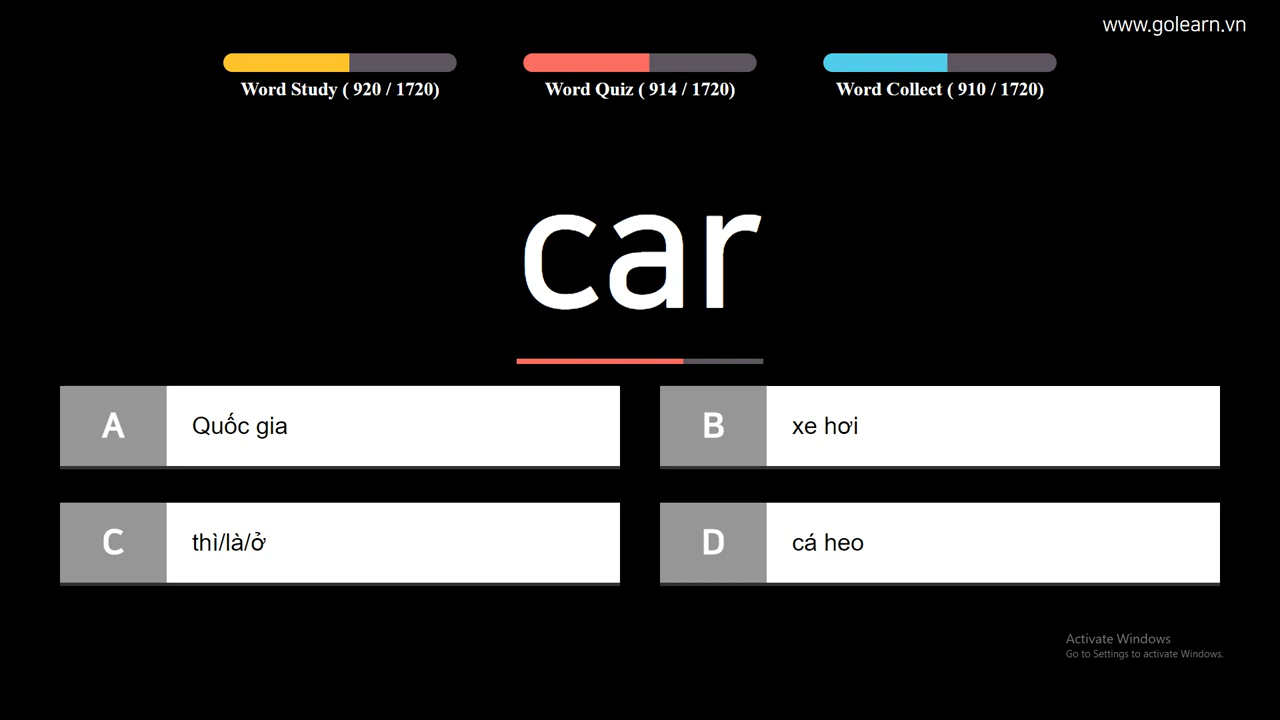 www.golearn.vn
Word Study ( 920 / 1720)
Word Quiz ( 914 / 1720)
Word Collect ( 910 / 1720)
car
A Quốc gia
B xe hơi
C thì/là/ở
D cá heo
Activate Windows
Go to Settings to activate Windows.